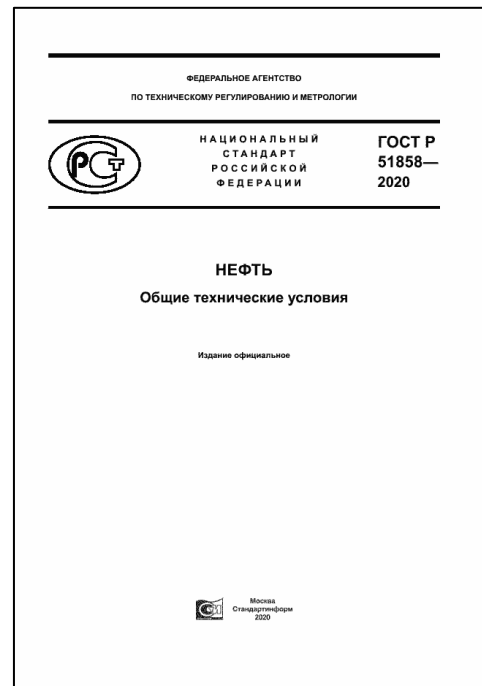 ФЕДЕРАЛЬНОЕ АГЕНТСТВО
ПО ТЕХНИЧЕСКОМУ РЕГУЛИРОВАНИЮ И МЕТРОЛОГИИ
НАЦИОНАЛЬНЫЙ
СТАНДАРТ
РОССИЙСКОЙ
ФЕДЕРАЦИИ
ГОСТ Р
51858—
2020
НЕФТЬ
Общие технические условия
Издание официальное
Москва
Стандартинформ
2020